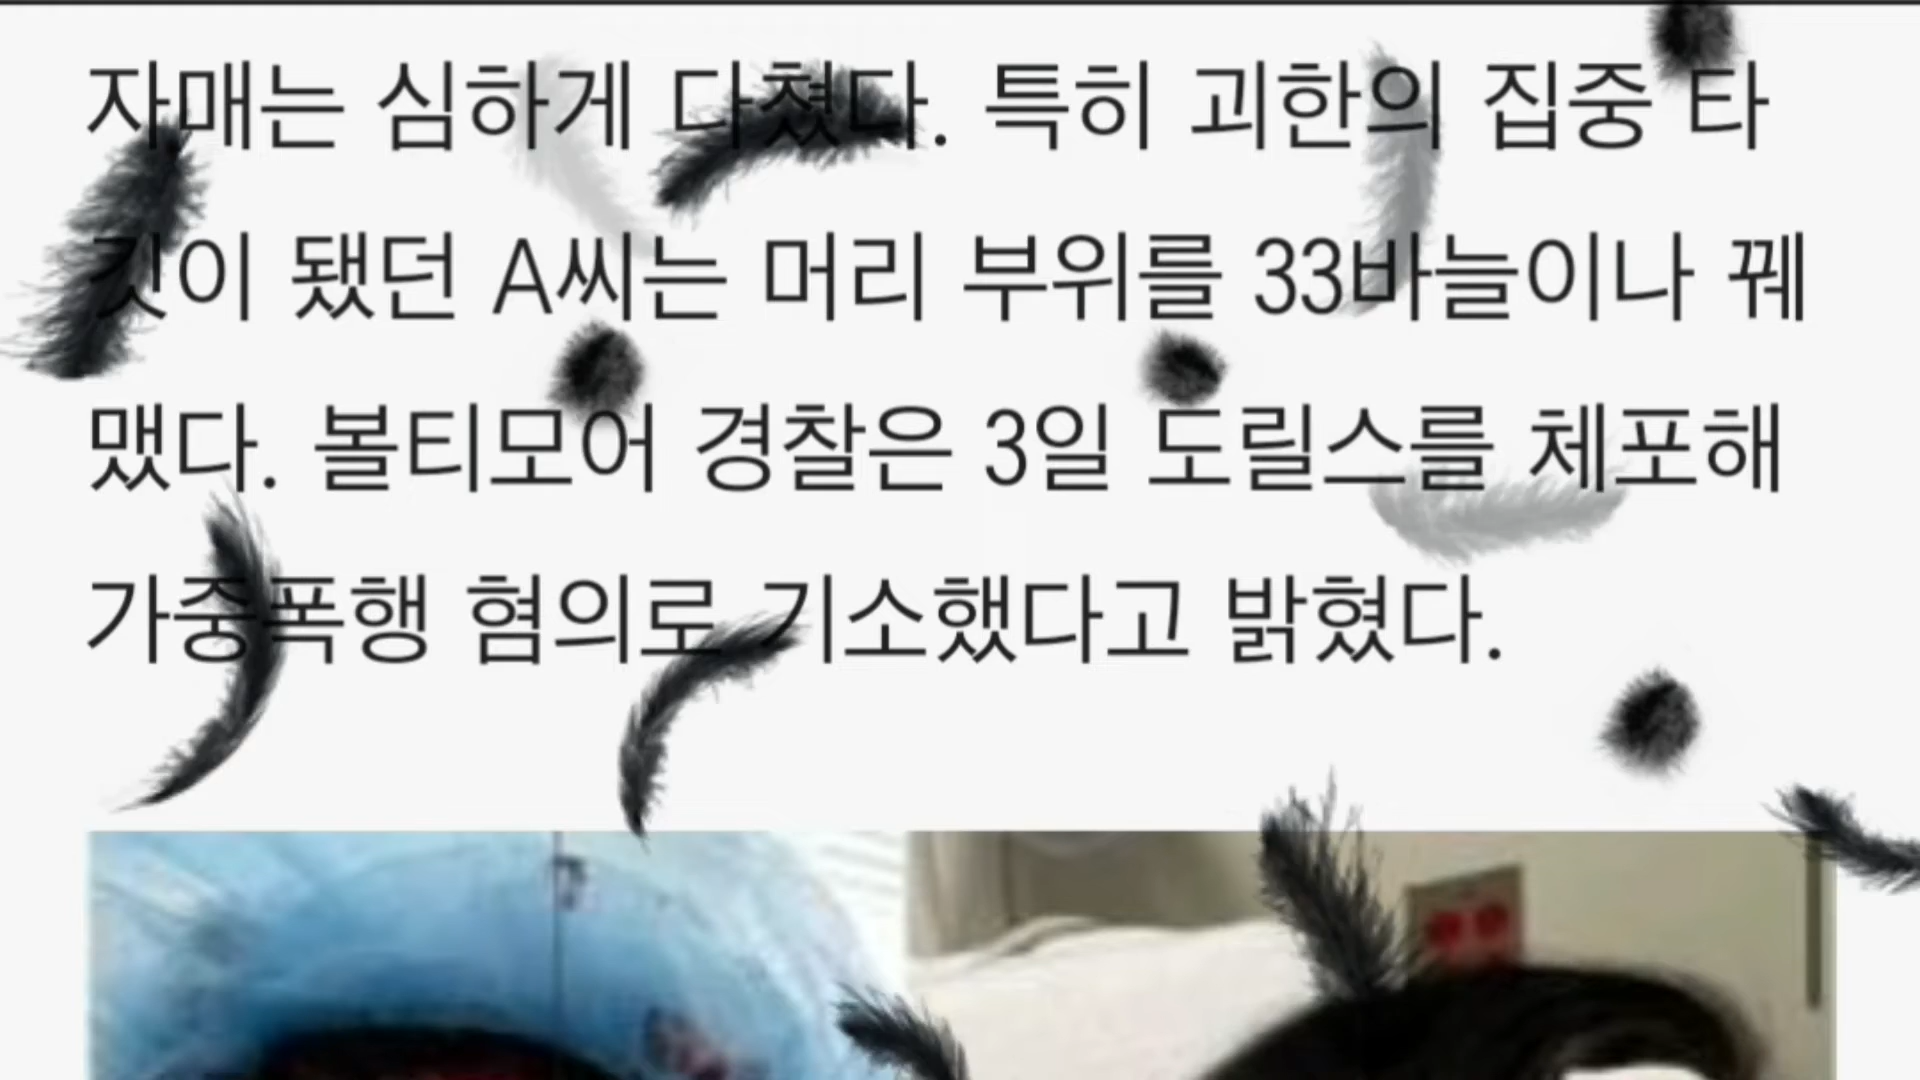 자매는 심하게 다쳤다. 특히 괴한의 집중 타
깃이 됐던 A씨는 머리 부위를 33바늘이나 꿰
맸다. 볼티모어 경찰은 3일 도릴스를 체포해
가중폭행 혐의로 기소했다고 밝혔다.